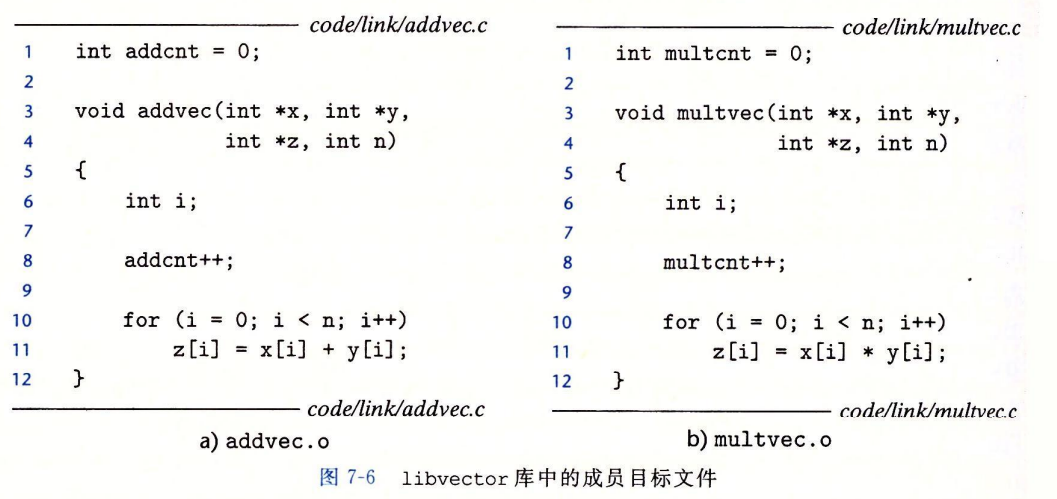 code/link/addvec.c
1 int addcnt = 0;
2
3 void addvec(int *x, int *y,
4 int *z, int n)
5 {
6 int i;
7
8 addcnt++;
9
10 for (i = 0; i < n; i++)
11 z[i] = x[i] + y[i];
12 }
code/link/addvec.c
a) addvec.o
code/link/multvec.c
1 int multcnt = 0;
2
3 void multvec(int *x, int *y,
4 int *z, int n)
5 {
6 int i;
7
8 multcnt++;
9
10 for (i = 0; i < n; i++)
11 z[i] = x[i] * y[i];
12 }
code/link/multvec.c
b) multvec.o
图 7-6 libvector 库中的成员目标文件